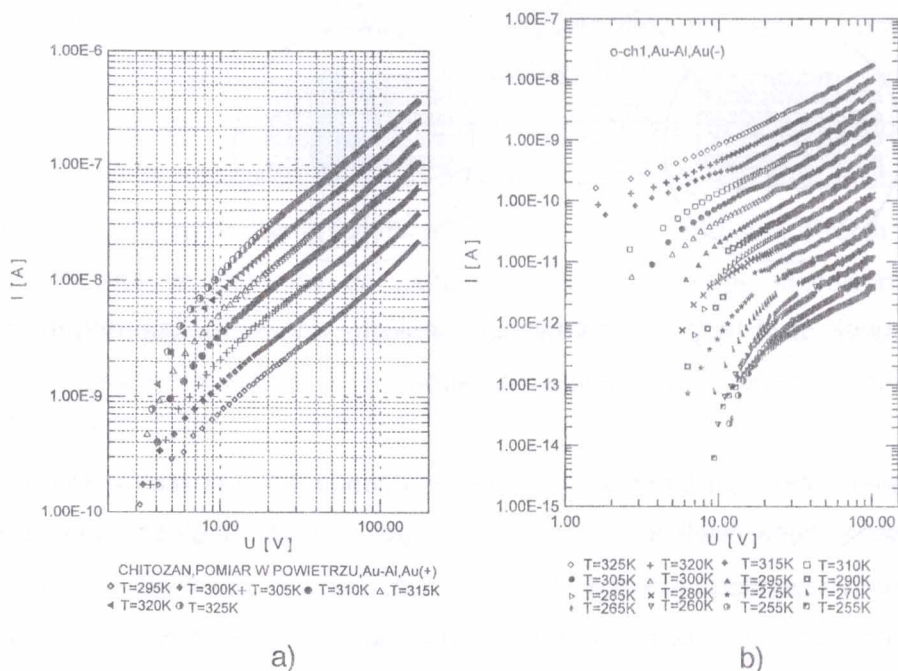 1.00E-6
1.00E-7
1.00E-8
1.00E-9
1.00E-10
I [ A ]
10.00
100.00
U [ V ]
CHITOZAN,POMIAR W POWIETRZU,Au-Al,Au(+)
T=295K T=300K T=305K T=310K T=315K
T=320K T=325K
a)
1.00E-7
1.00E-8
1.00E-9
1.00E-10
1.00E-11
1.00E-12
1.00E-13
1.00E-14
1.00E-15
I [ A ]
o-ch1,Au-Al,Au(-)
1.00
10.00
100.00
U [ V ]
T=325K T=320K T=315K T=310K
T=305K T=300K T=295K T=290K
T=285K T=280K T=275K T=270K
T=265K T=260K T=255K T=255K
b)